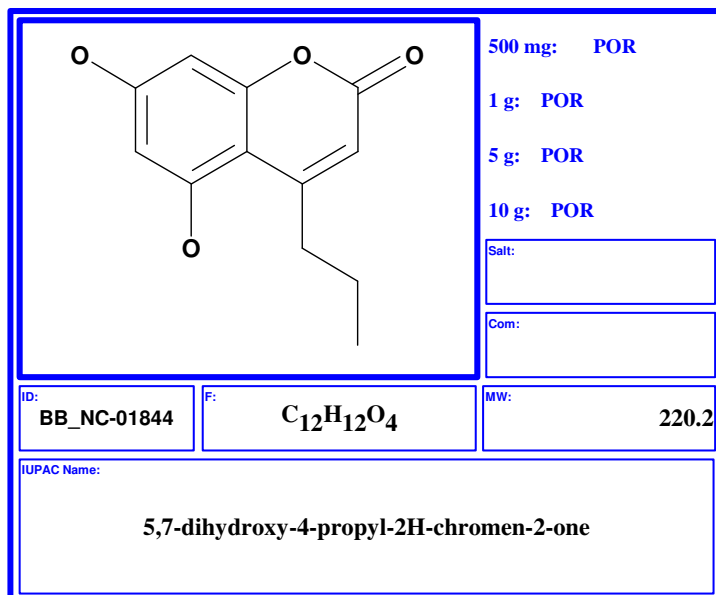 O
O
O
O
500 mg: POR
1 g: POR
5 g: POR
10 g: POR
Salt:
Com:
ID:
BB_NC-01844
F:
C12H12O4
MW:
220.2
IUPAC Name:
5,7-dihydroxy-4-propyl-2H-chromen-2-one